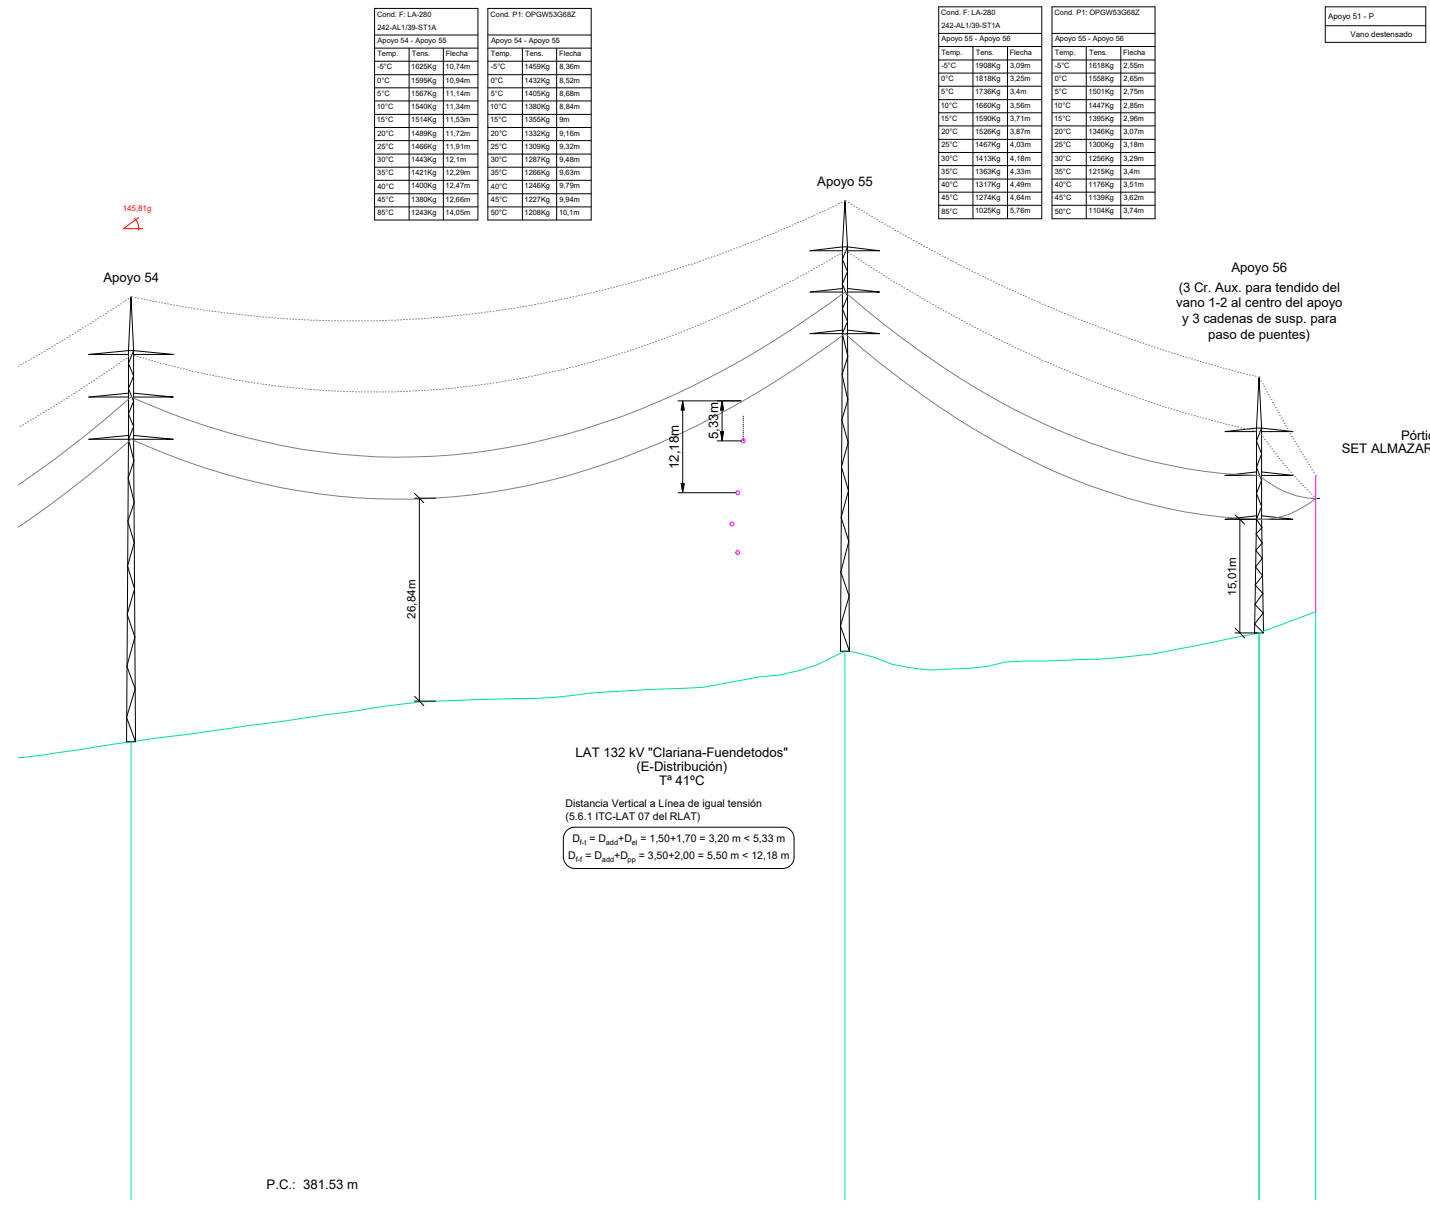 Cond. F: LA-280
242-AL1/39-ST1A
Apoyo 54 - Apoyo 55
Temp. Tens. Flecha
-5°C 1625Kg 10,74m
0°C 1595Kg 10,94m
5°C 1567Kg 11,14m
10°C 1540Kg 11,34m
15°C 1514Kg 11,53m
20°C 1489Kg 11,72m
25°C 1466Kg 11,91m
30°C 1443Kg 12,1m
35°C 1421Kg 12,29m
40°C 1400Kg 12,47m
45°C 1380Kg 12,66m
85°C 1243Kg 14,05m
Cond. P1: OPGW53G68Z
Apoyo 54 - Apoyo 55
Temp. Tens. Flecha
-5°C 1459Kg 8,36m
0°C 1432Kg 8,52m
5°C 1405Kg 8,68m
10°C 1380Kg 8,84m
15°C 1355Kg 9m
20°C 1332Kg 9,16m
25°C 1309Kg 9,32m
30°C 1287Kg 9,48m
35°C 1266Kg 9,63m
40°C 1246Kg 9,79m
45°C 1227Kg 9,94m
50°C 1208Kg 10,1m
Cond. F: LA-280
242-AL1/39-ST1A
Apoyo 55 - Apoyo 56
Temp. Tens. Flecha
-5°C 1908Kg 3,09m
0°C 1818Kg 3,25m
5°C 1736Kg 3,4m
10°C 1660Kg 3,56m
15°C 1590Kg 3,71m
20°C 1526Kg 3,87m
25°C 1467Kg 4,03m
30°C 1413Kg 4,18m
35°C 1363Kg 4,33m
40°C 1317Kg 4,49m
45°C 1274Kg 4,64m
85°C 1025Kg 5,76m
Cond. P1: OPGW53G68Z
Apoyo 55 - Apoyo 56
Temp. Tens. Flecha
-5°C 1618Kg 2,55m
0°C 1558Kg 2,65m
5°C 1501Kg 2,75m
10°C 1447Kg 2,85m
15°C 1395Kg 2,96m
20°C 1346Kg 3,07m
25°C 1300Kg 3,18m
30°C 1256Kg 3,29m
35°C 1215Kg 3,4m
40°C 1176Kg 3,51m
45°C 1139Kg 3,62m
50°C 1104Kg 3,74m
Apoyo 51 - P
Vano destensado
145,81g
Apoyo 54
Apoyo 55
Apoyo 56
(3 Cr. Aux. para tendido del
vano 1-2 al centro del apoyo
y 3 cadenas de susp. para
paso de puentes)
Pórtic
SET ALMAZAR
12,18m
5,33m
26,84m
15,01m
LAT 132 kV "Clariana-Fuendetodos"
(E-Distribución)
Tª 41ºC
Distancia Vertical a Línea de igual tensión
(5.6.1 ITC-LAT 07 del RLAT)
Df-t = Dadd+Del = 1,50+1,70 = 3,20 m < 5,33 m
Df-f = Dadd+Dpp = 3,50+2,00 = 5,50 m < 12,18 m
P.C.: 381.53 m